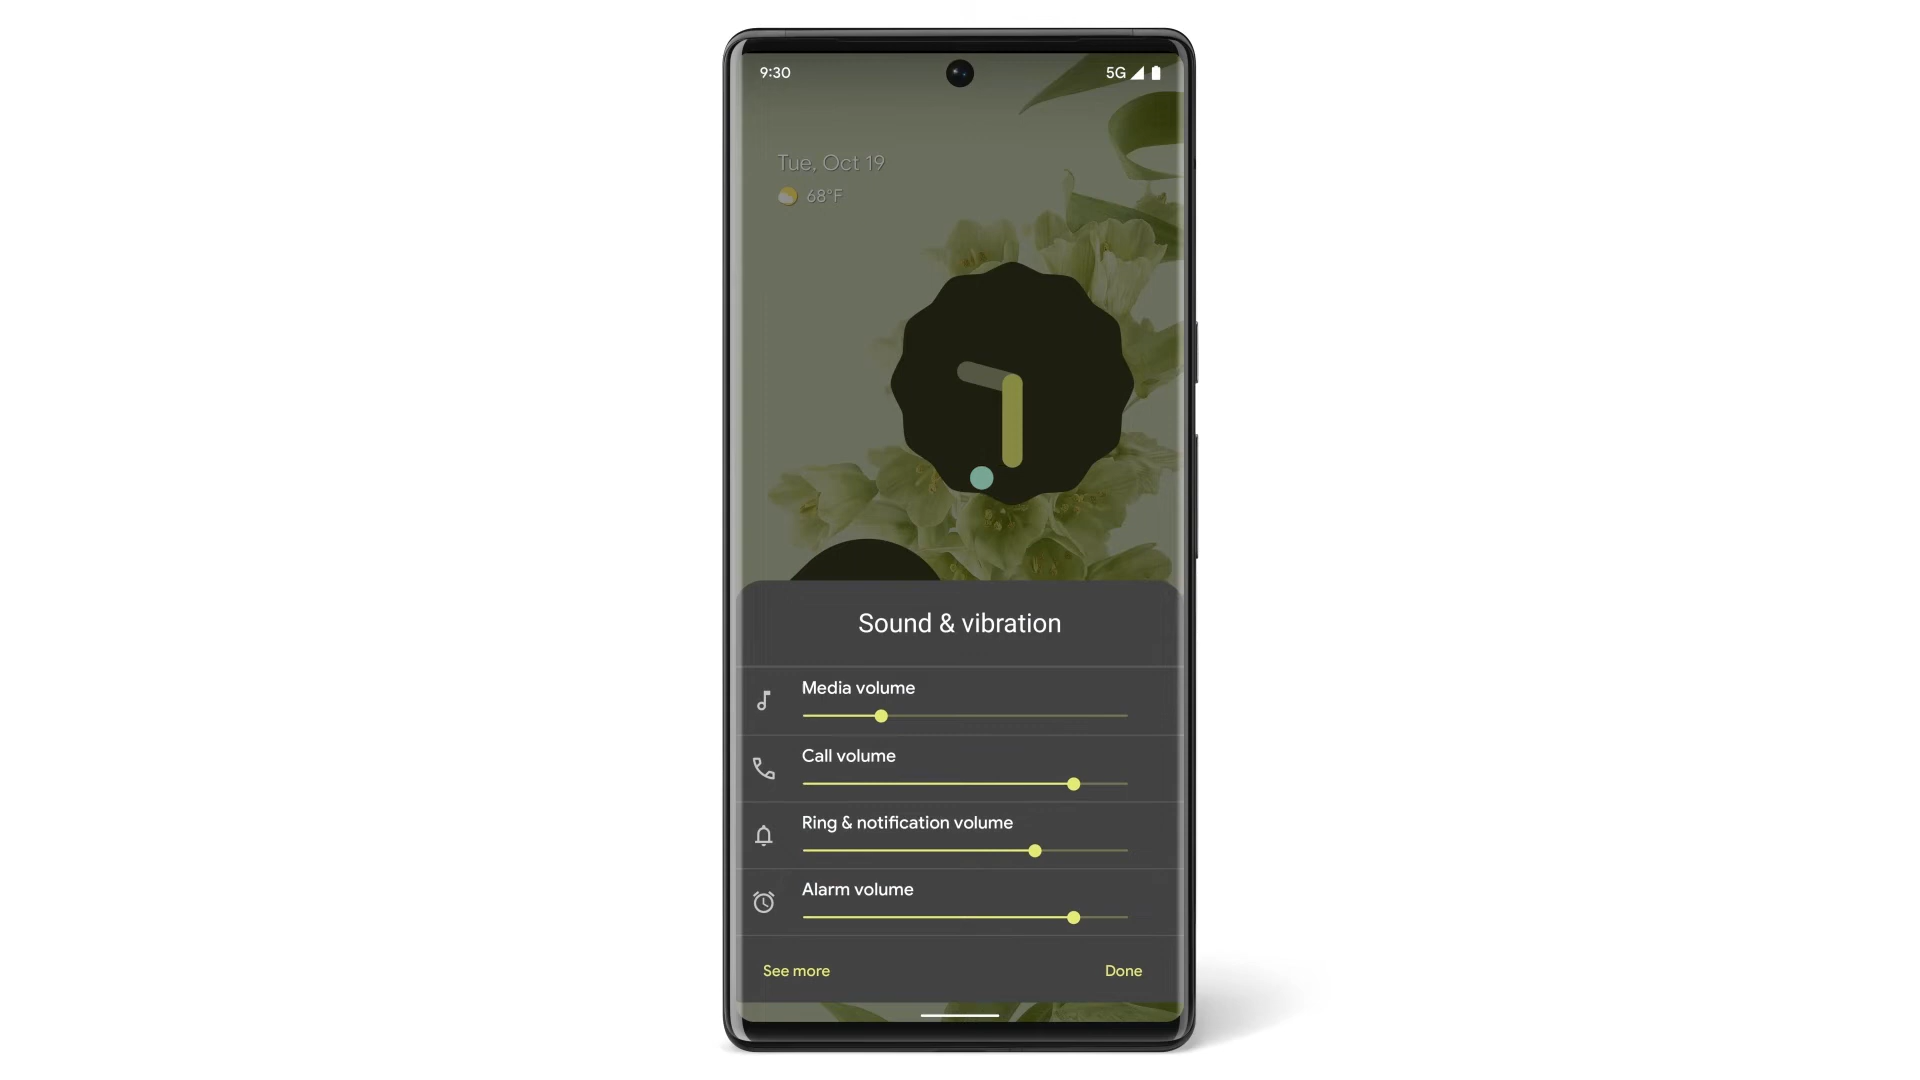 9:30
5G
Tue, Oct 19
68°F
Sound & vibration
Media volume
Call volume
Ring & notification volume
Alarm volume
See more
Done